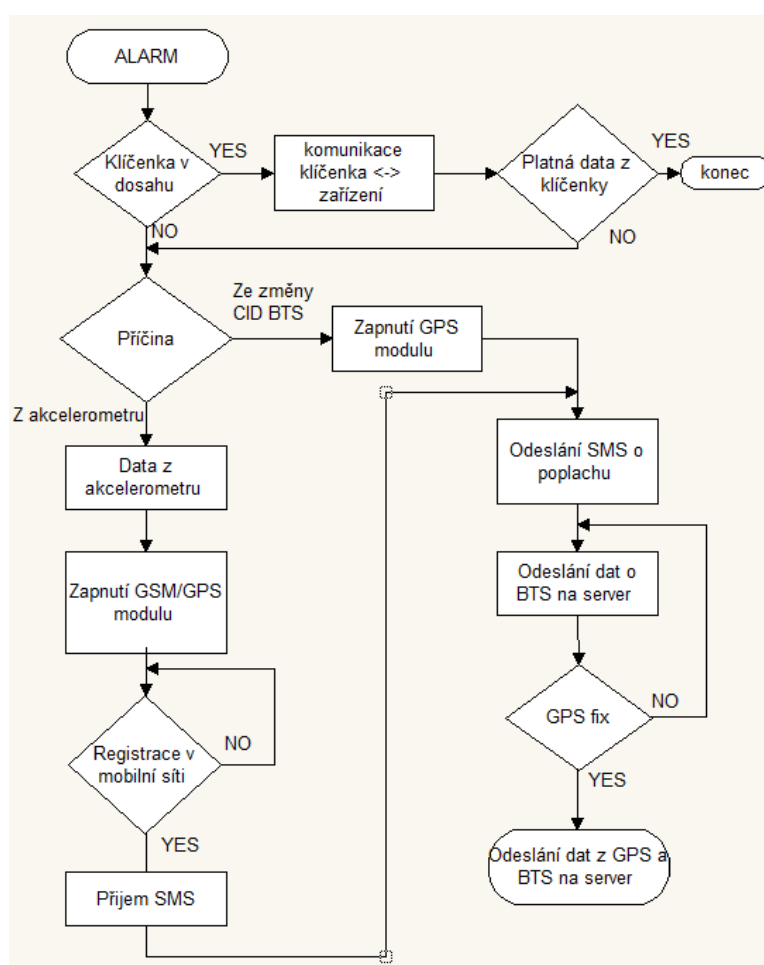 ALARM
Klíčenka v
dosahu
YES
komunikace
klíčenka <->
zařízení
Platná data z
klíčenky
YES
konec
NO
NO
Příčina
Ze změny
CID BTS
Zapnutí GPS
modulu
Z akcelerometru
Data z
akcelerometru
Zapnutí GSM/GPS
modulu
Registrace v
mobilní síti
NO
YES
Přijem SMS
Odeslání SMS o
poplachu
Odeslání dat o
BTS na server
GPS fix
NO
YES
Odeslání dat z GPS a
BTS na server